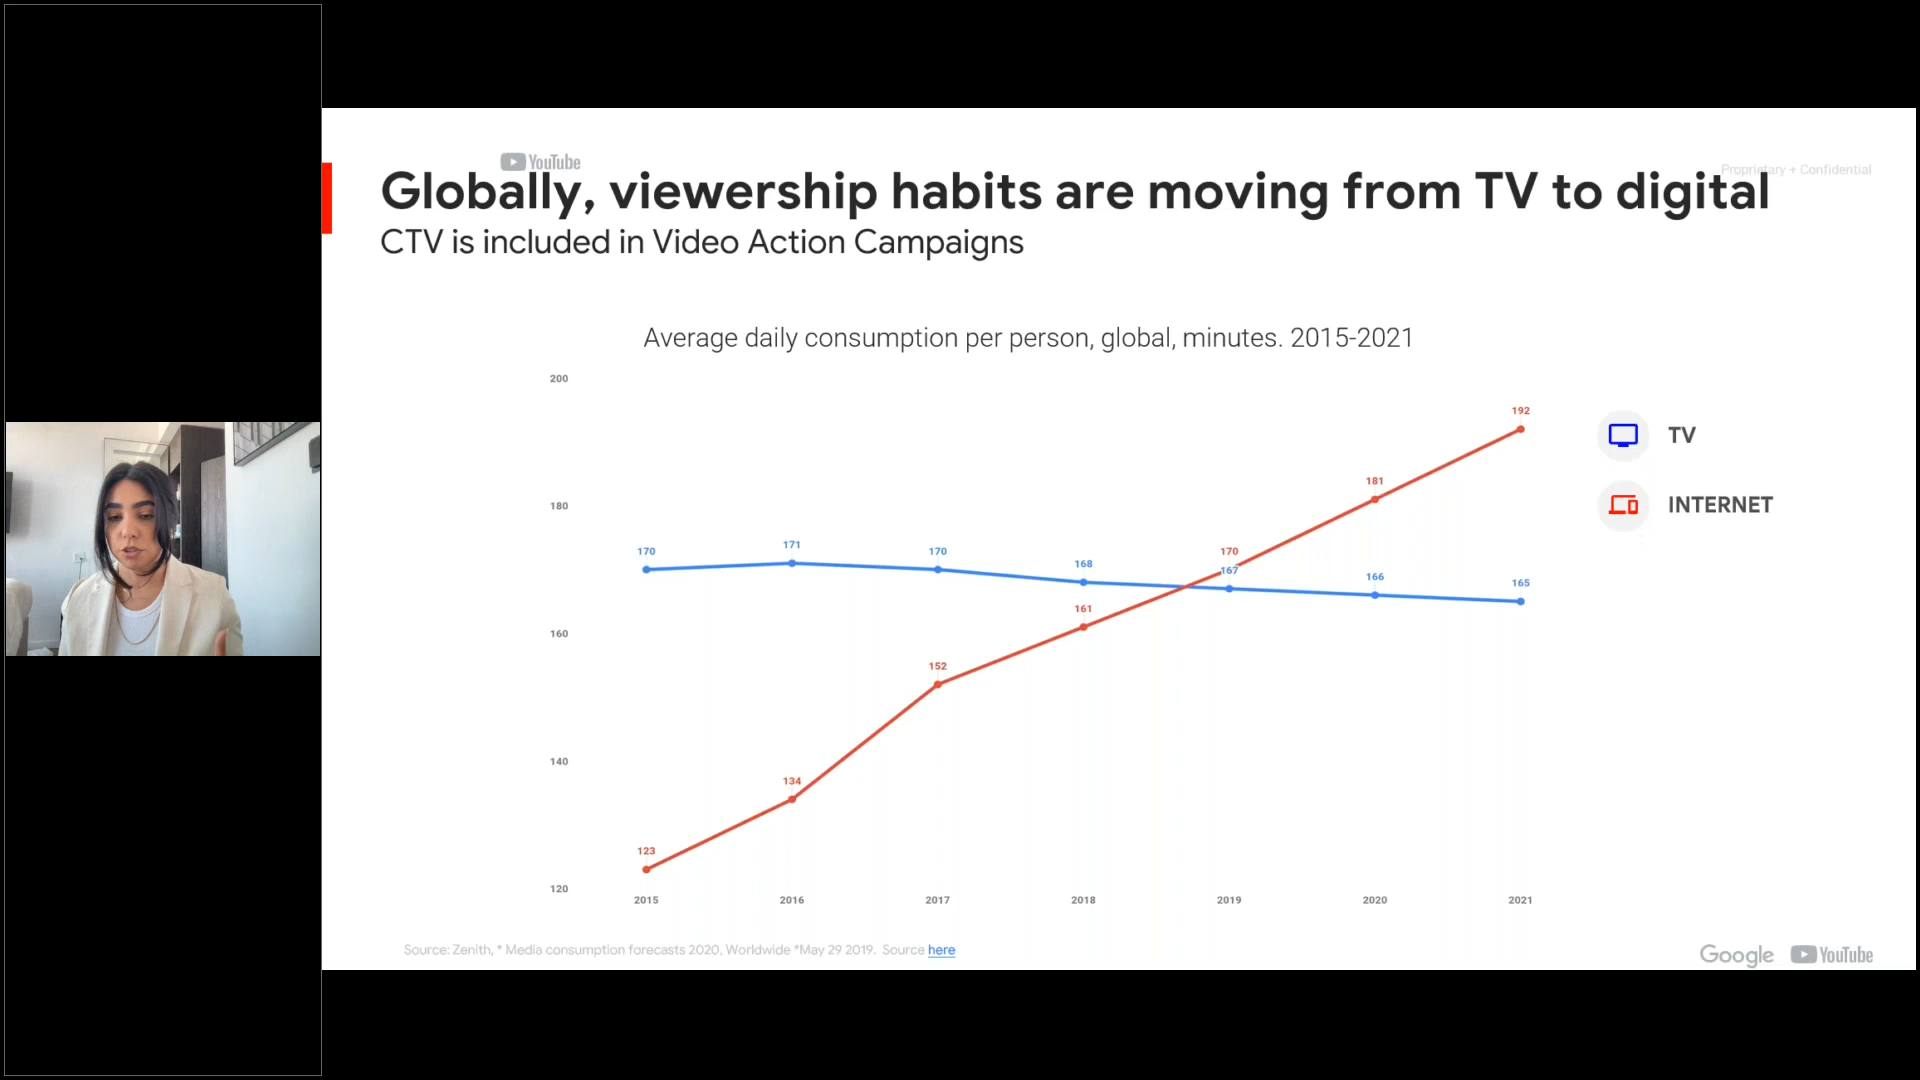 YouTube
Proprietary + Confidential
Globally, viewership habits are moving from TV to digital
CTV is included in Video Action Campaigns
Average daily consumption per person, global, minutes. 2015-2021
200
192
TV
181
180
INTERNET
170
171
170
168
170
167
166
165
161
160
152
140
134
123
120
2015
2016
2017
2018
2019
2020
2021
Source: Zenith, * Media consumption forecasts 2020, Worldwide *May 29 2019. Source here
Google
YouTube